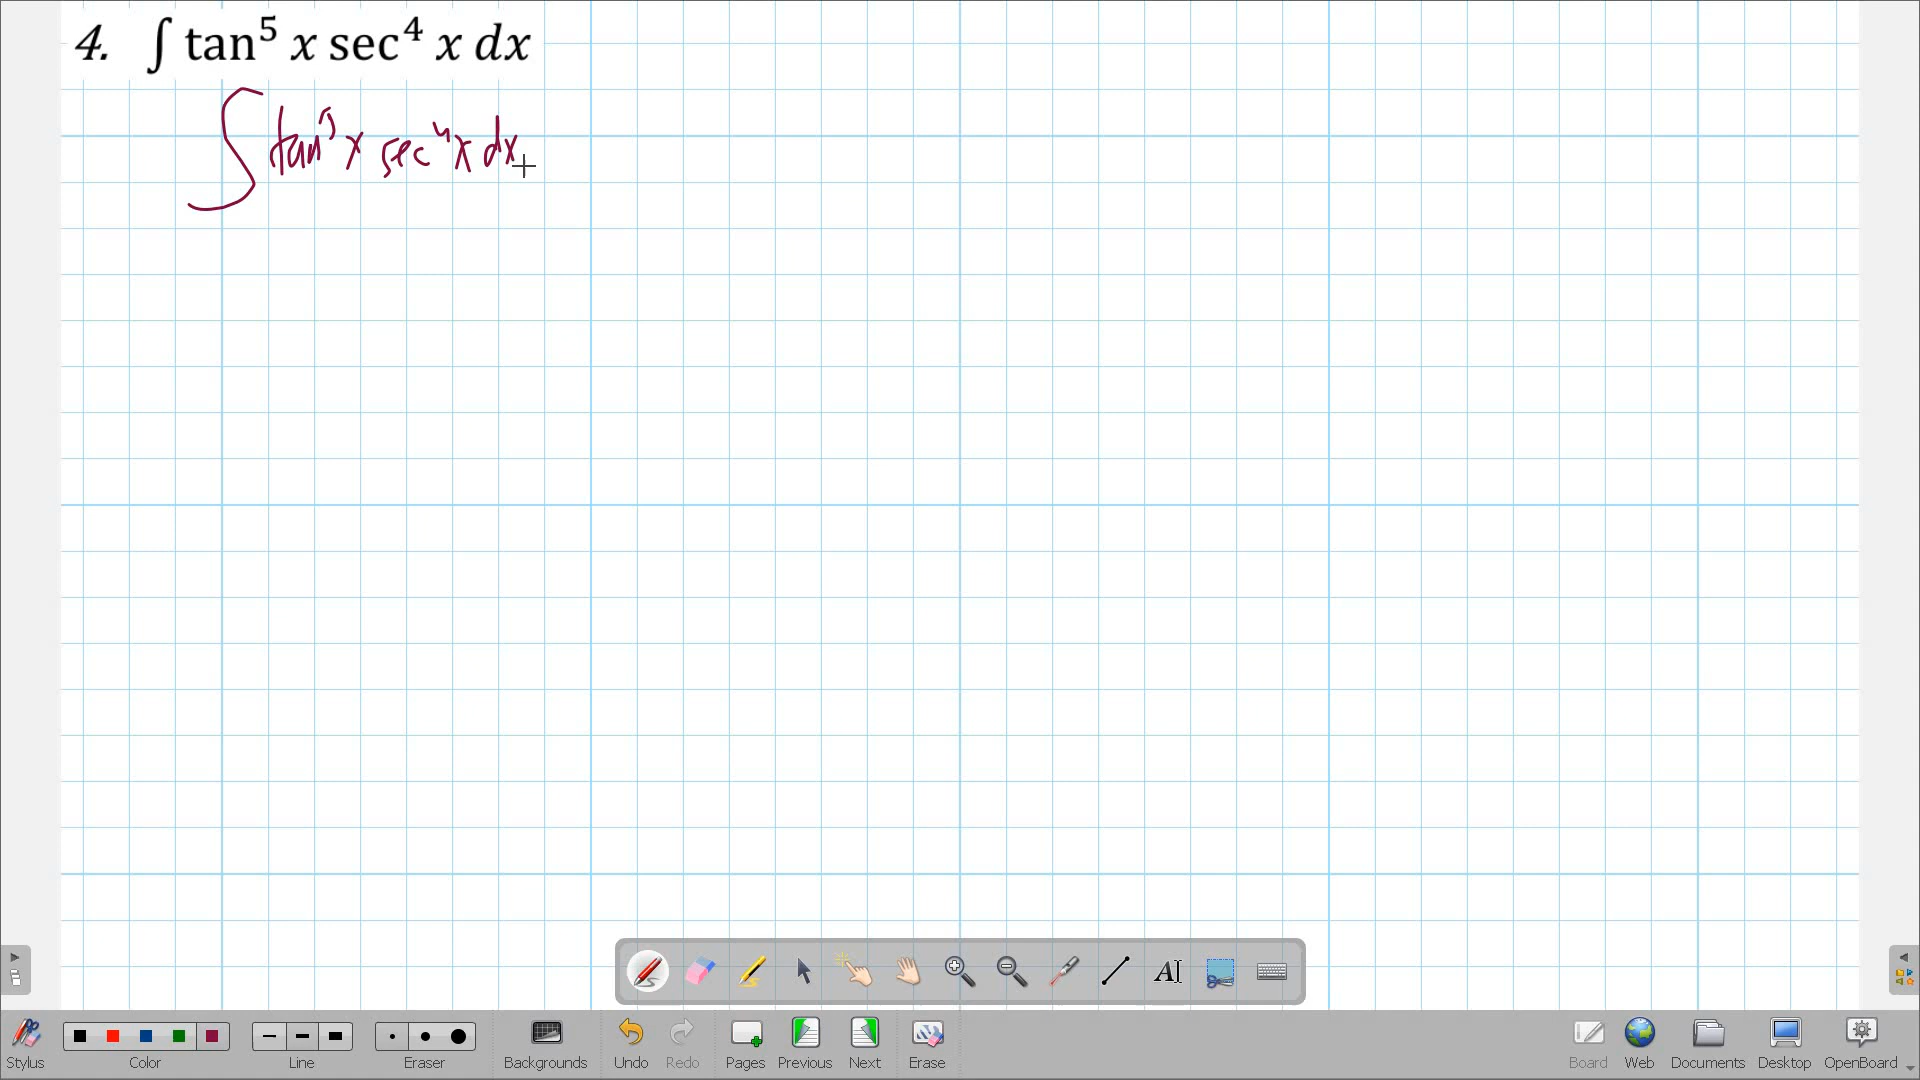 4. ∫ tan⁵ x sec⁴ x dx
∫ tan⁵ x sec⁴ x dx
Stylus
Color
Line
Eraser
Backgrounds
Undo
Redo
Pages
Previous
Next
Erase
Board
Web
Documents
Desktop
OpenBoard